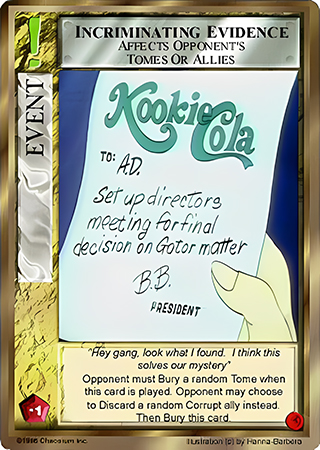 !
INCRIMINATING EVIDENCE
AFFECTS OPPONENT'S
TOMES OR ALLIES
EVENT
Kookie
Cola
TO: A.D.
Set up directors
meeting for final
decision on Gator matter
B.B.
PRESIDENT
"Hey gang, look what I found. I think this
solves our mystery"
Opponent must Bury a random Tome when
this card is played. Opponent may choose
to Discard a random Corrupt ally instead.
Then Bury this card.
-1
©1996 Chaosium Inc.
Illustration (c) by Hanna-Barbera